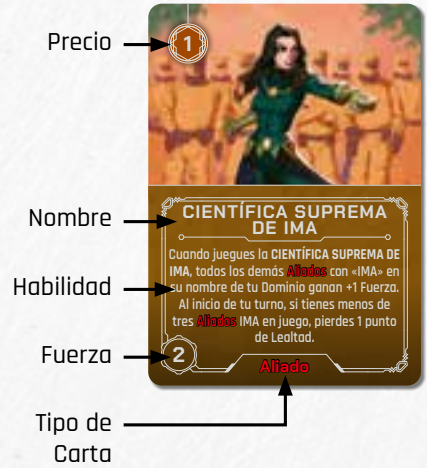 Precio
1
Nombre
CIENTÍFICA SUPREMA
DE IMA
Habilidad
Cuando juegues la CIENTÍFICA SUPREMA DE
IMA, todos los demás Aliados con «IMA» en
su nombre de tu Dominio ganan +1 Fuerza.
Al inicio de tu turno, si tienes menos de
tres Aliados IMA en juego, pierdes 1 punto
de Lealtad.
Fuerza
2
Aliado
Tipo de
Carta